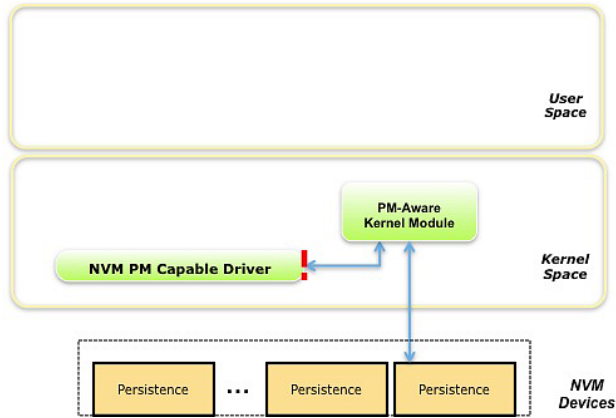 User
Space
PM-Aware
Kernel Module
NVM PM Capable Driver
Kernel
Space
Persistence
...
Persistence
Persistence
NVM
Devices